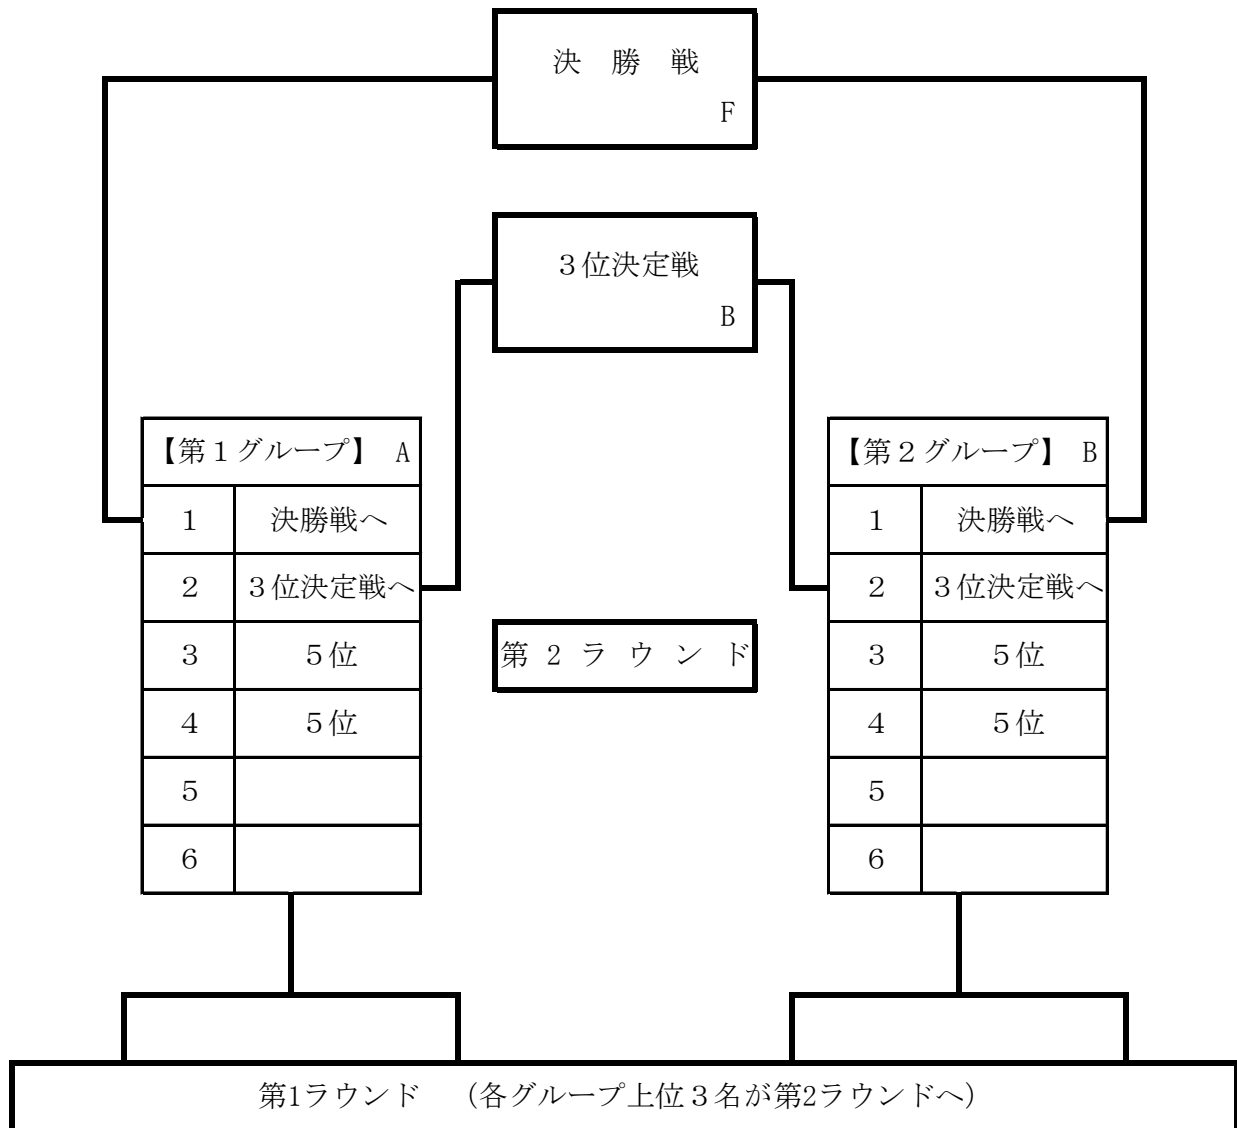 決　勝　戦
F
３位決定戦
B
【第１グループ】 A
1 決勝戦へ
2 ３位決定戦へ
3 ５位
4 ５位
5
6
【第２グループ】 B
1 決勝戦へ
2 ３位決定戦へ
3 ５位
4 ５位
5
6
第 2 ラ ウ ン ド
第1ラウンド　（各グループ上位３名が第2ラウンドへ）